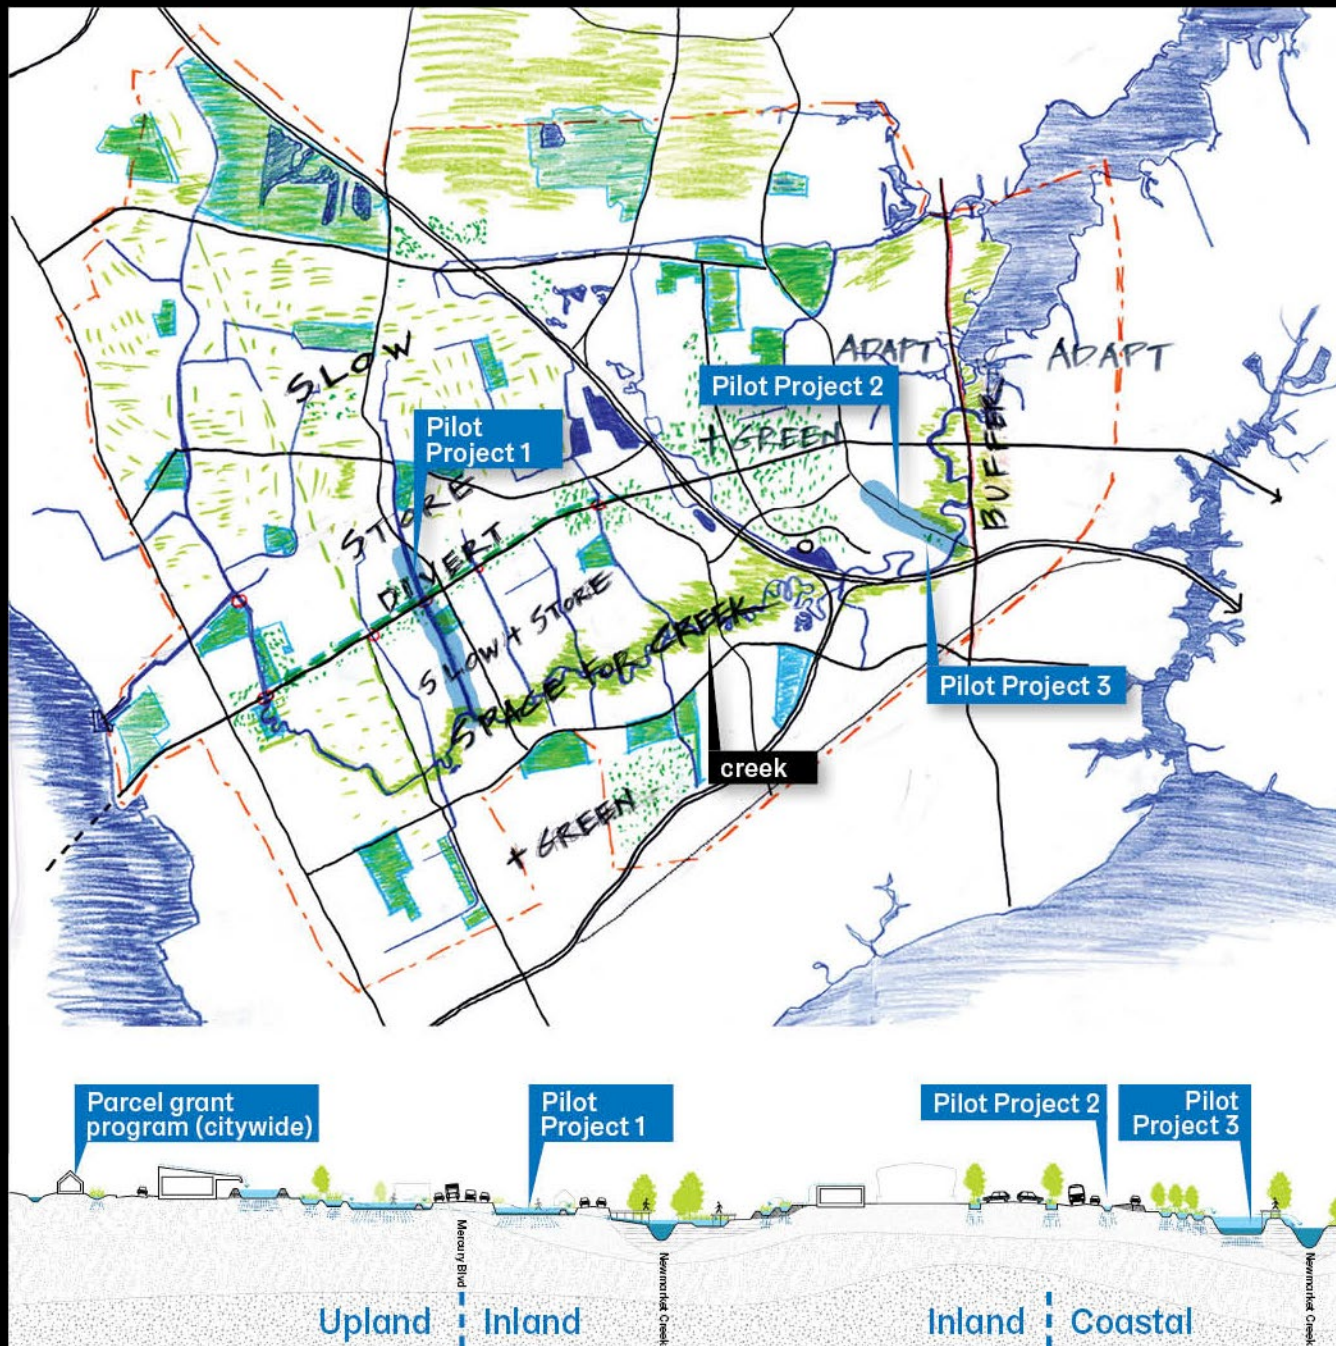 ADAPT
ADAPT
SLOW
Pilot Project 2
Pilot
Project 1
+ GREEN
BUFFER
STORE
DIVERT
SLOW + STORE
SPACE FOR CREEK
Pilot Project 3
creek
+ GREEN
Parcel grant
program (citywide)
Pilot
Project 1
Pilot Project 2
Pilot
Project 3
Mercury Blvd
Newmarket Creek
Newmarket Creek
Upland
Inland
Inland
Coastal